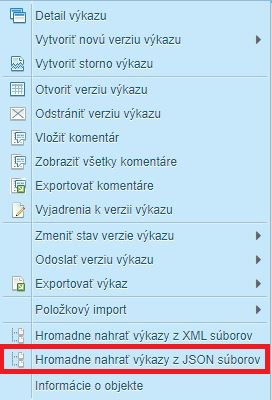 Detail výkazu
Vytvoriť novú verziu výkazu
Vytvoriť storno výkazu
Otvoriť verziu výkazu
Odstrániť verziu výkazu
Vložiť komentár
Zobraziť všetky komentáre
Exportovať komentáre
Vyjadrenia k verzii výkazu
Zmeniť stav verzie výkazu
Odoslať verziu výkazu
Exportovať výkaz
Položkový import
Hromadne nahrať výkazy z XML súborov
Hromadne nahrať výkazy z JSON súborov
Informácie o objekte